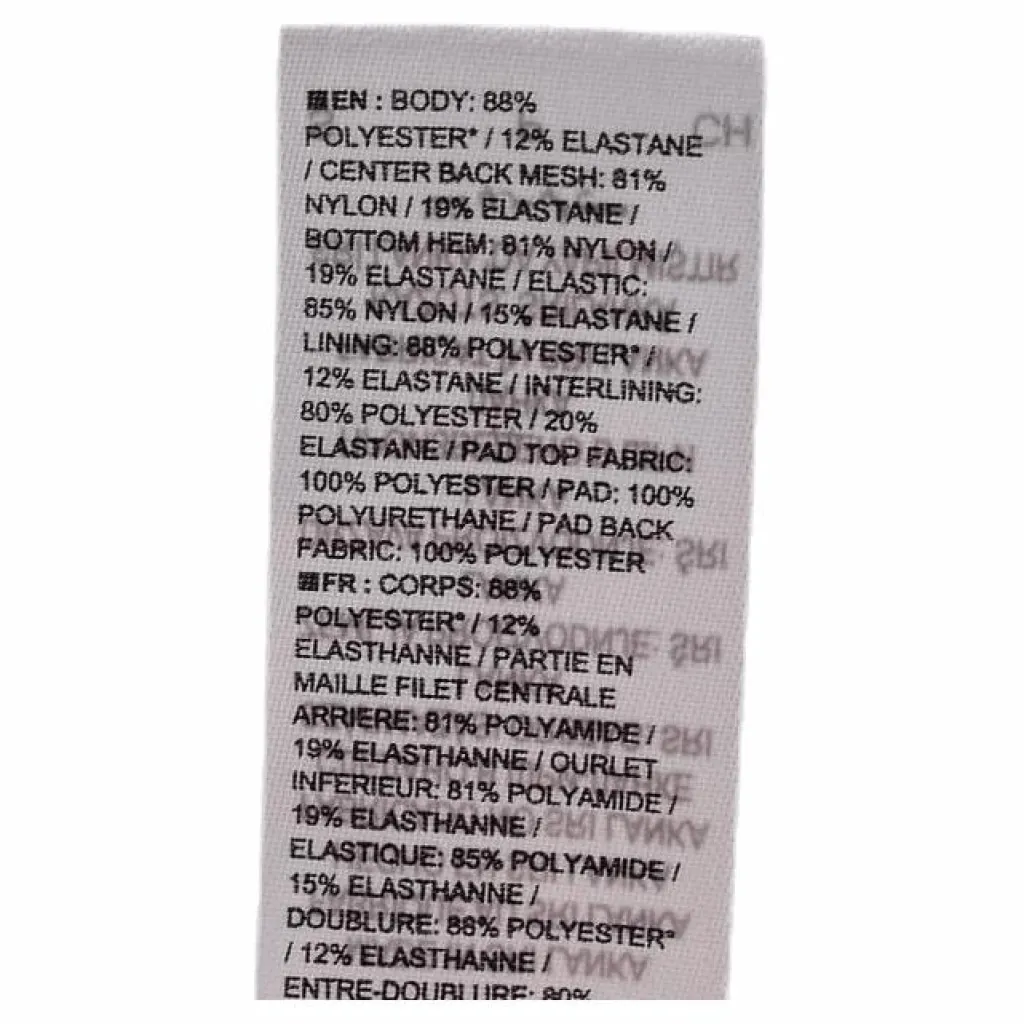 EN : BODY: 88%
POLYESTER* / 12% ELASTANE
/ CENTER BACK MESH: 81%
NYLON / 19% ELASTANE /
BOTTOM HEM: 81% NYLON /
19% ELASTANE / ELASTIC:
85% NYLON / 15% ELASTANE /
LINING: 88% POLYESTER* /
12% ELASTANE / INTERLINING:
80% POLYESTER / 20%
ELASTANE / PAD TOP FABRIC:
100% POLYESTER / PAD: 100%
POLYURETHANE / PAD BACK
FABRIC: 100% POLYESTER
FR : CORPS: 88%
POLYESTER* / 12%
ELASTHANNE / PARTIE EN
MAILLE FILET CENTRALE
ARRIERE: 81% POLYAMIDE /
19% ELASTHANNE / OURLET
INFERIEUR: 81% POLYAMIDE /
19% ELASTHANNE /
ELASTIQUE: 85% POLYAMIDE /
15% ELASTHANNE /
DOUBLURE: 88% POLYESTER*
/ 12% ELASTHANNE /
ENTRE-DOUBLURE: 80%